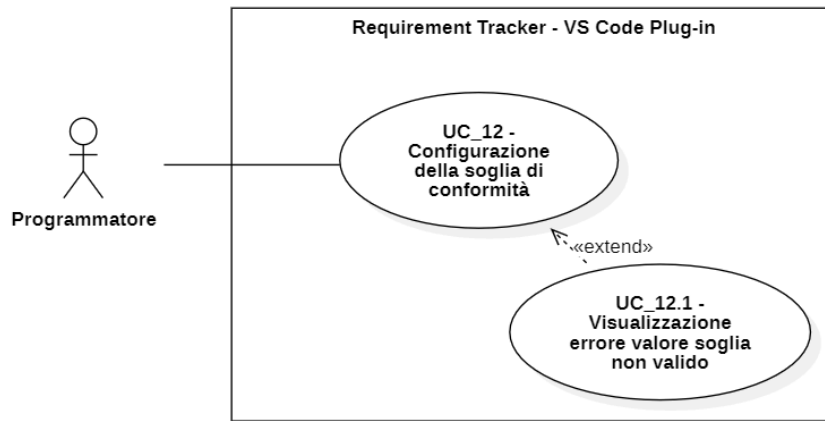 Requirement Tracker - VS Code Plug-in
UC_12 -
Configurazione
della soglia di
conformità
Programmatore
«extend»
UC_12.1 -
Visualizzazione
errore valore soglia
non valido